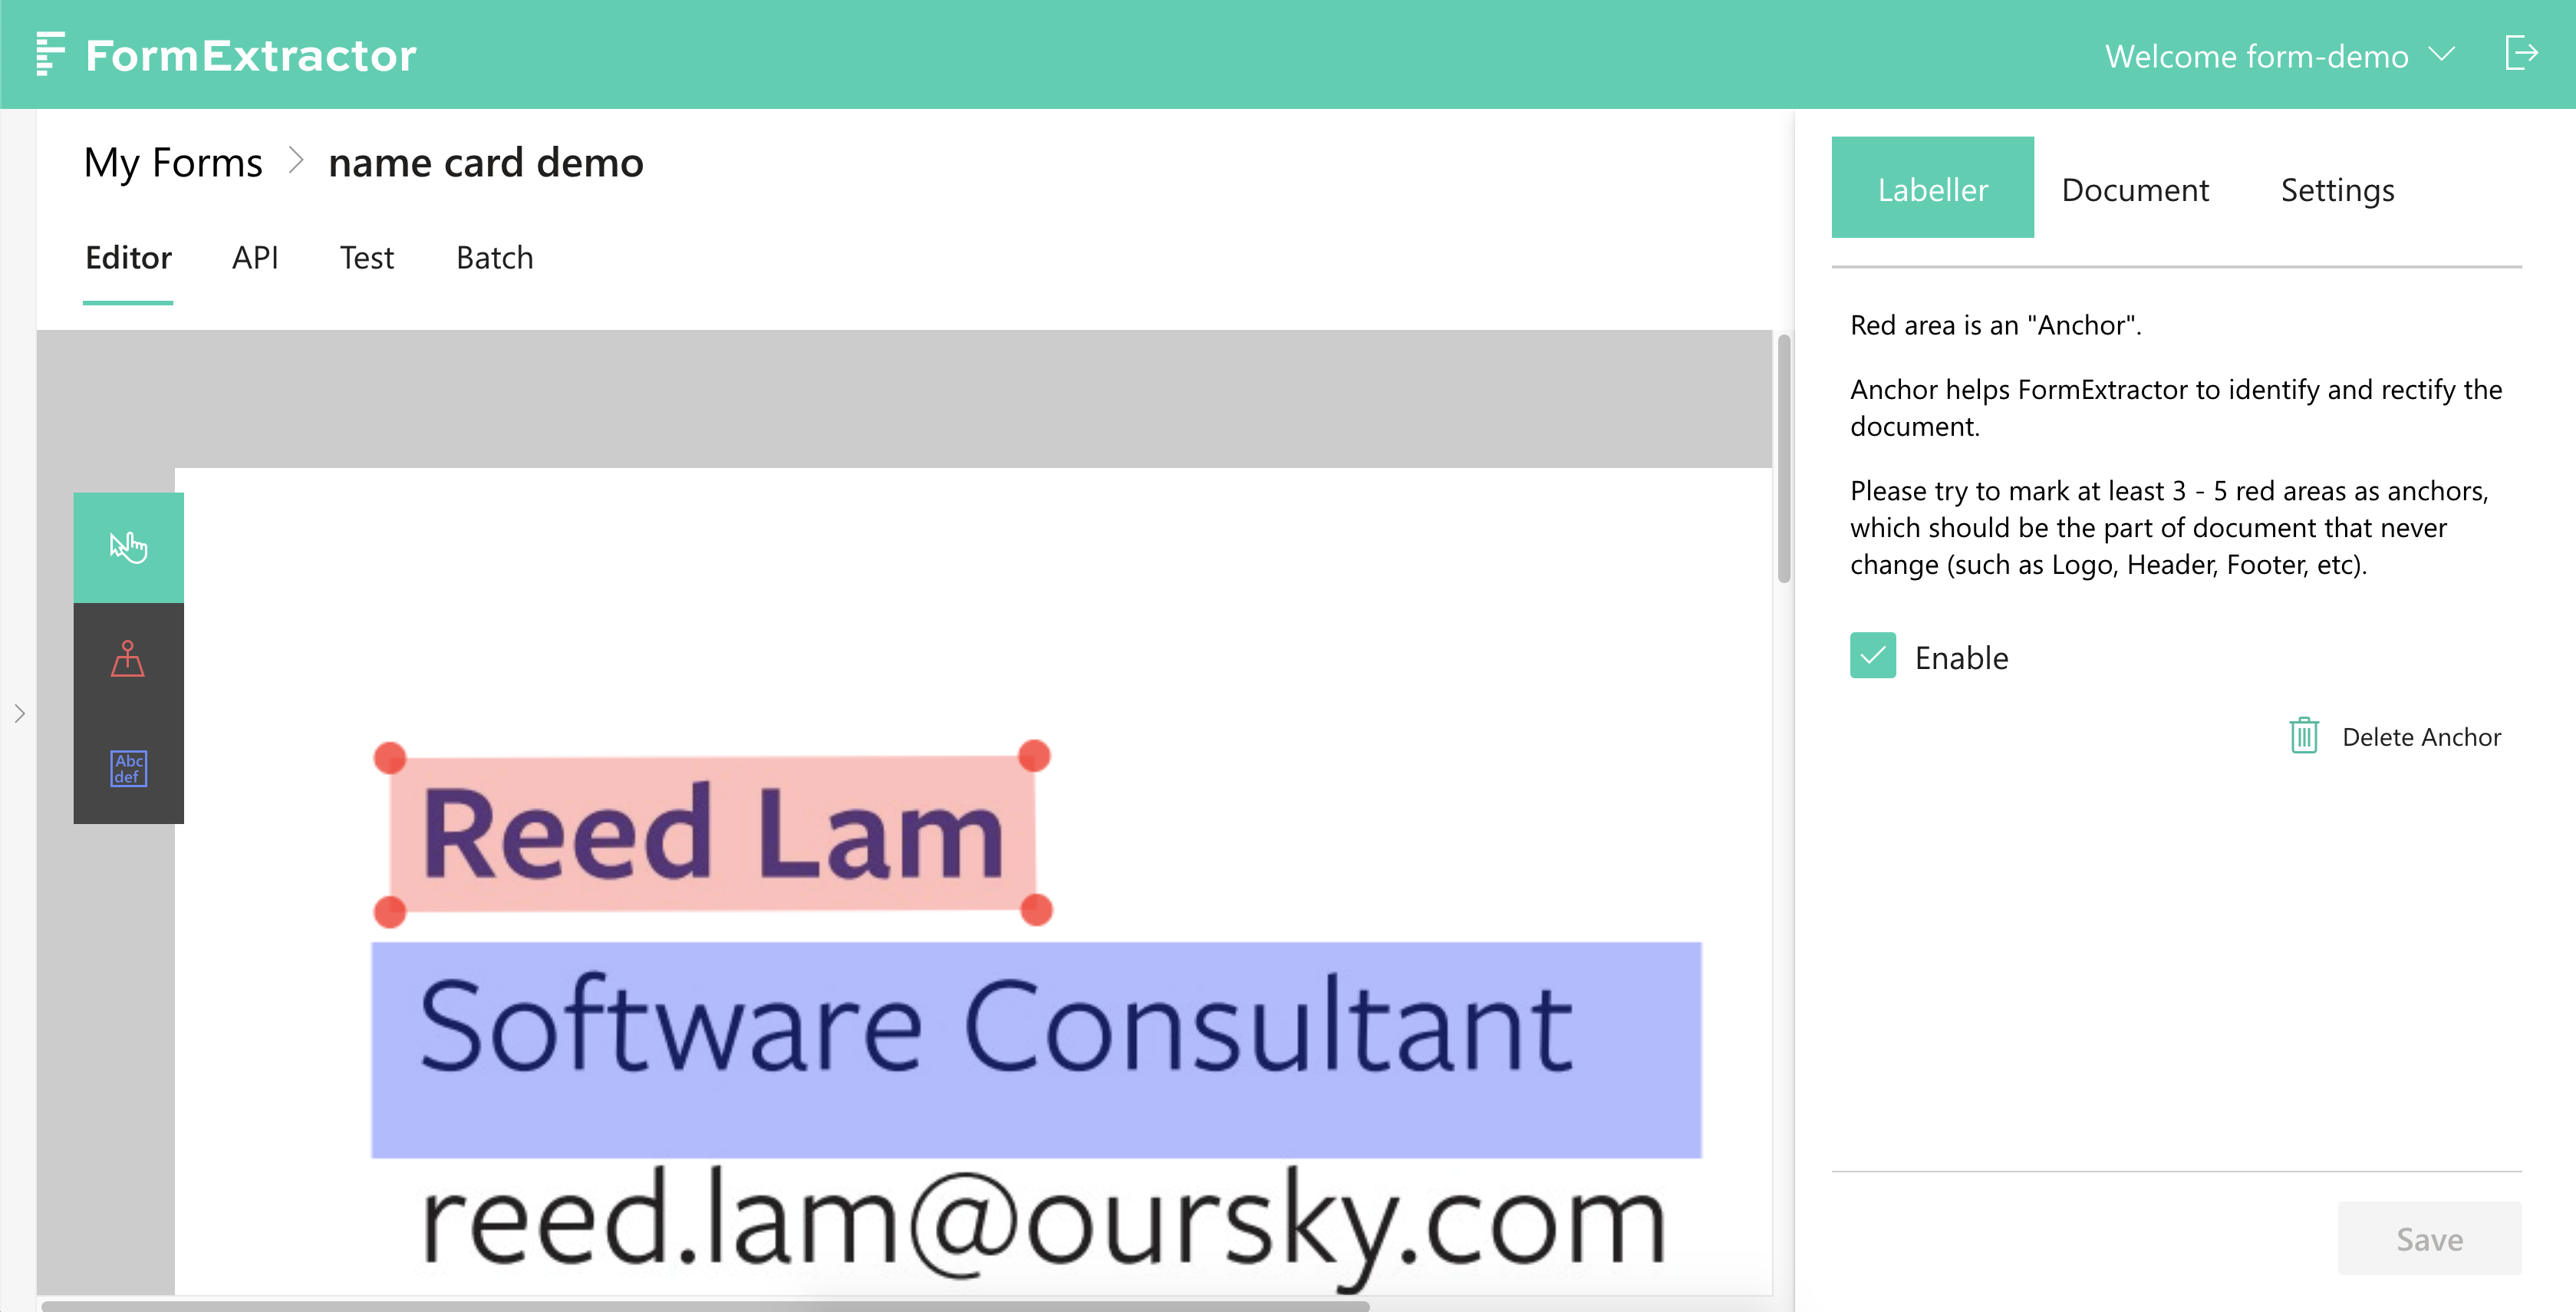 FormExtractor
Welcome form-demo
My Forms > name card demo
Editor API Test Batch
Labeller Document Settings
Red area is an "Anchor".
Anchor helps FormExtractor to identify and rectify the
document.
Please try to mark at least 3 - 5 red areas as anchors,
which should be the part of document that never
change (such as Logo, Header, Footer, etc).
Enable
Delete Anchor
Abc
def
Reed Lam
Software Consultant
reed.lam@oursky.com
Save